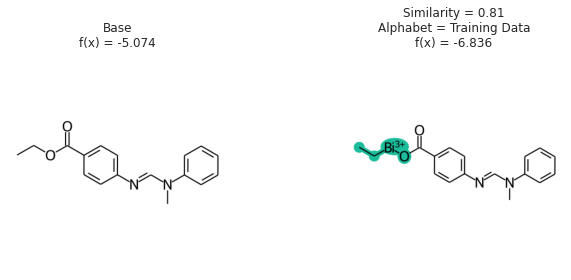 Base
f(x) = -5.074
Similarity = 0.81
Alphabet = Training Data
f(x) = -6.836
O
O
N
N
O
Bi3+
O
N
N